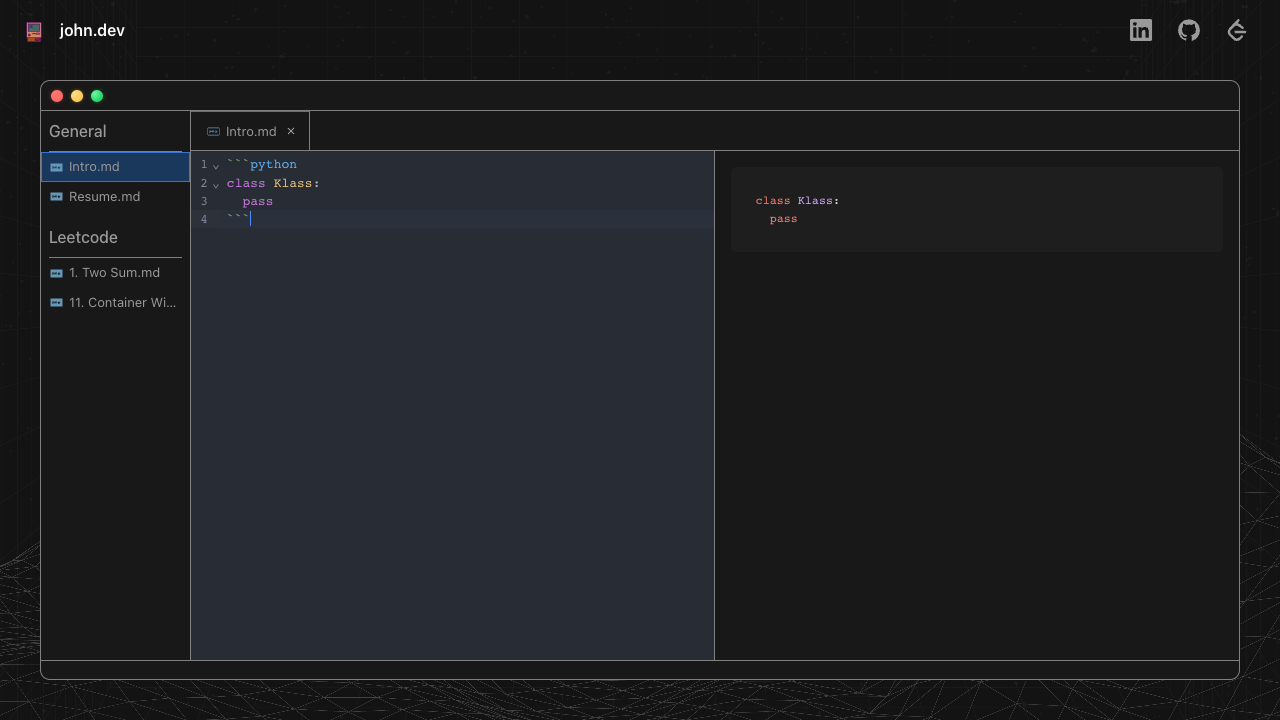 john.dev
General
Intro.md
Resume.md
Leetcode
1. Two Sum.md
11. Container Wi...
Intro.md ×
1 ```python
2 class Klass:
3   pass
4 ```
class Klass:
  pass